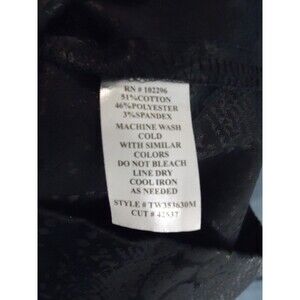 RN # 102296
51%COTTON
46%POLYESTER
3%SPANDEX
MACHINE WASH
COLD
WITH SIMILAR
COLORS
DO NOT BLEACH
LINE DRY
COOL IRON
AS NEEDED
STYLE # TW353630M
CUT # 42537